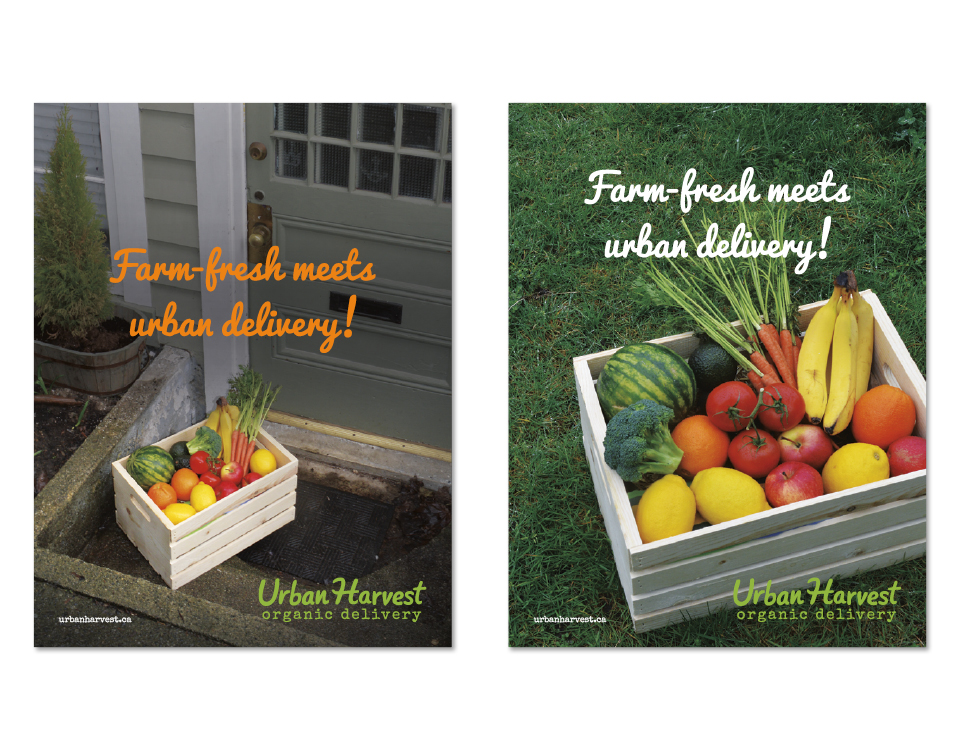 Farm-fresh meets
urban delivery!
Urban Harvest
organic delivery
urbanharvest.ca
Farm-fresh meets
urban delivery!
Urban Harvest
organic delivery
urbanharvest.ca